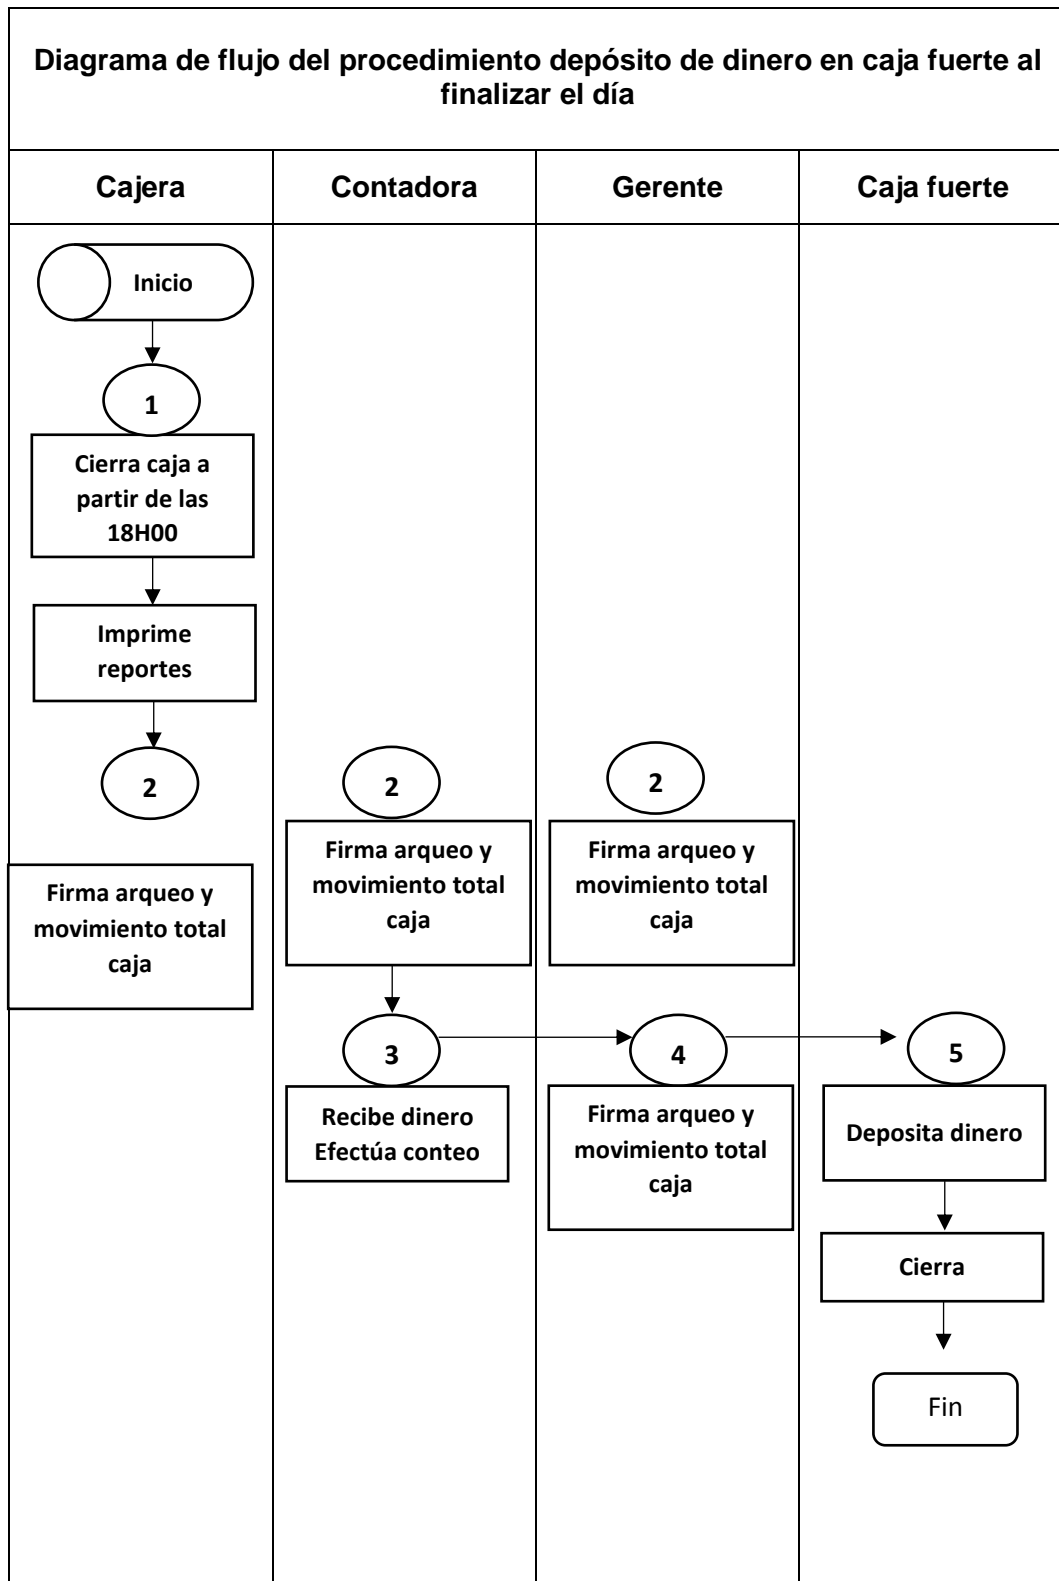 Diagrama de flujo del procedimiento depósito de dinero en caja fuerte al
finalizar el día
Cajera
Contadora
Gerente
Caja fuerte
Inicio
1
Cierra caja a
partir de las
18H00
Imprime
reportes
2
Firma arqueo y
movimiento total
caja
2
Firma arqueo y
movimiento total
caja
3
Recibe dinero
Efectúa conteo
2
Firma arqueo y
movimiento total
caja
4
Firma arqueo y
movimiento total
caja
5
Deposita dinero
Cierra
Fin